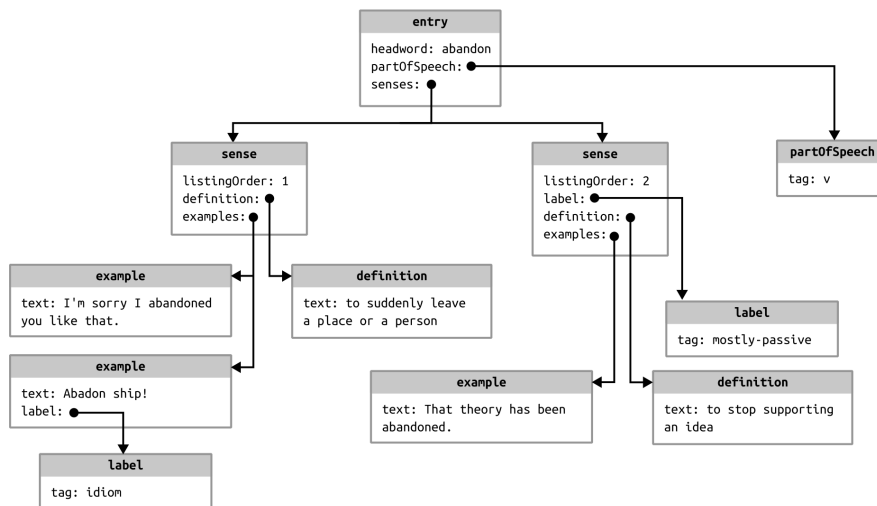 entry
headword: abandon
partOfSpeech:
senses:
partOfSpeech
tag: v
sense
listingOrder: 1
definition:
examples:
sense
listingOrder: 2
label:
definition:
examples:
example
text: I'm sorry I abandoned
you like that.
definition
text: to suddenly leave
a place or a person
label
tag: mostly-passive
example
text: Abadon ship!
label:
example
text: That theory has been
abandoned.
definition
text: to stop supporting
an idea
label
tag: idiom